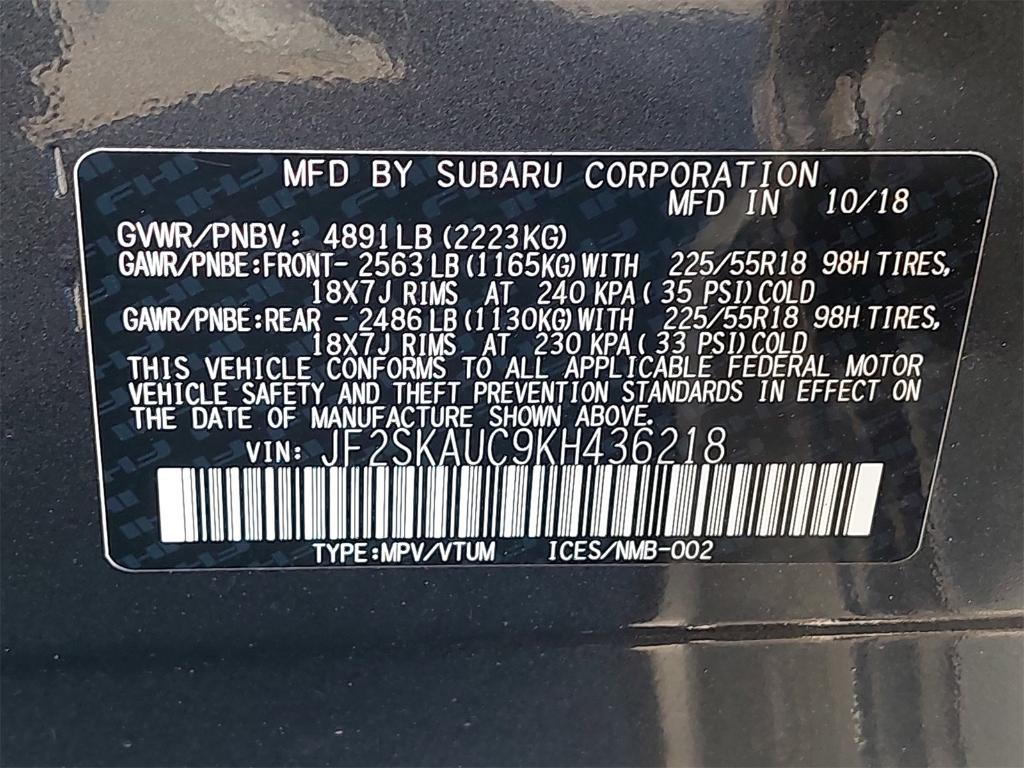 MFD BY SUBARU CORPORATION
MFD IN 10/18
GVWR/PNBV: 4891LB (2223KG)
GAWR/PNBE:FRONT- 2563 LB (1165KG) WITH 225/55R18 98H TIRES,
18X7J RIMS AT 240 KPA ( 35 PSI) COLD
GAWR/PNBE:REAR - 2486 LB (1130KG) WITH 225/55R18 98H TIRES,
18X7J RIMS AT 230 KPA ( 33 PSI) COLD
THIS VEHICLE CONFORMS TO ALL APPLICABLE FEDERAL MOTOR
VEHICLE SAFETY AND THEFT PREVENTION STANDARDS IN EFFECT ON
THE DATE OF MANUFACTURE SHOWN ABOVE.
VIN: JF2SKAUC9KH436218
TYPE:MPV/VTUM ICES/NMB-002